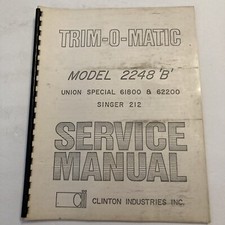 TRIM-O-MATIC
MODEL 2248 'B'
UNION SPECIAL 61800 & 62200
SINGER 212
SERVICE
MANUAL
CLINTON INDUSTRIES INC.